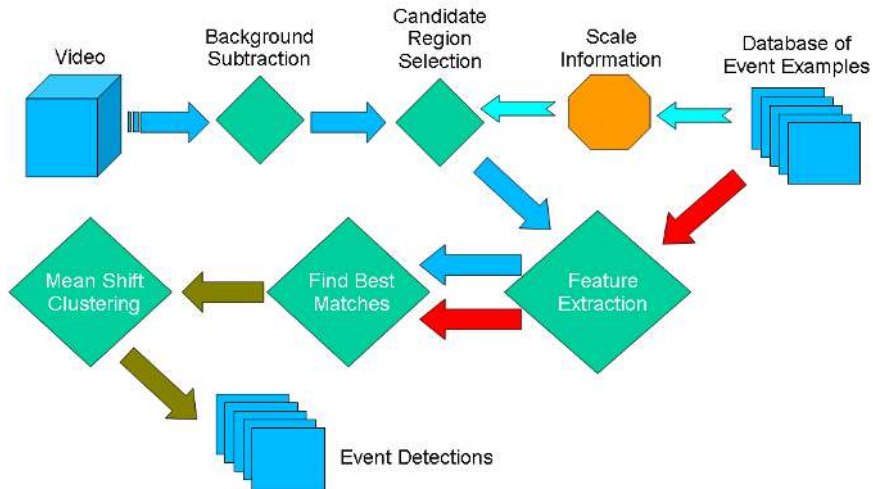 Video
Background
Subtraction
Candidate
Region
Selection
Scale
Information
Database of
Event Examples
Mean Shift
Clustering
Find Best
Matches
Feature
Extraction
Event Detections